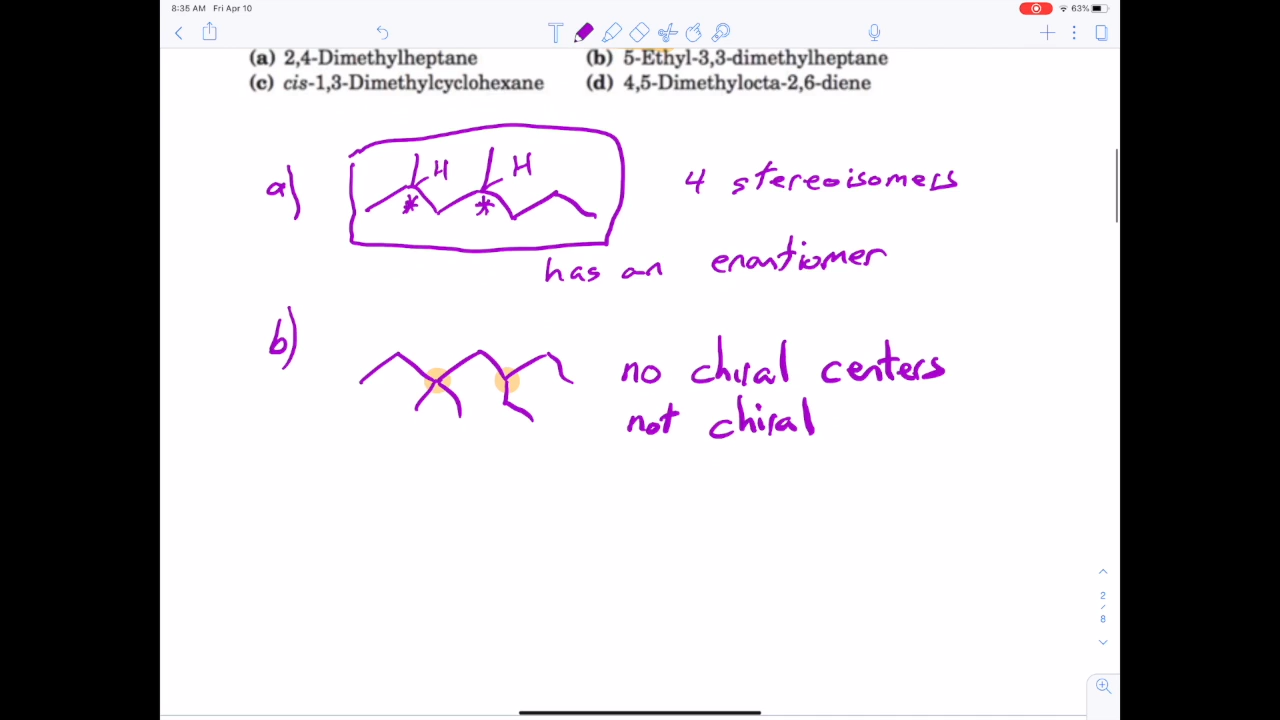 8:35 AM Fri Apr 10
63%
(a) 2,4-Dimethylheptane (b) 5-Ethyl-3,3-dimethylheptane
(c) cis-1,3-Dimethylcyclohexane (d) 4,5-Dimethylocta-2,6-diene
a) H H 4 stereoisomers
* *
has an enantiomer
b)
no chiral centers
not chiral
2
/
8